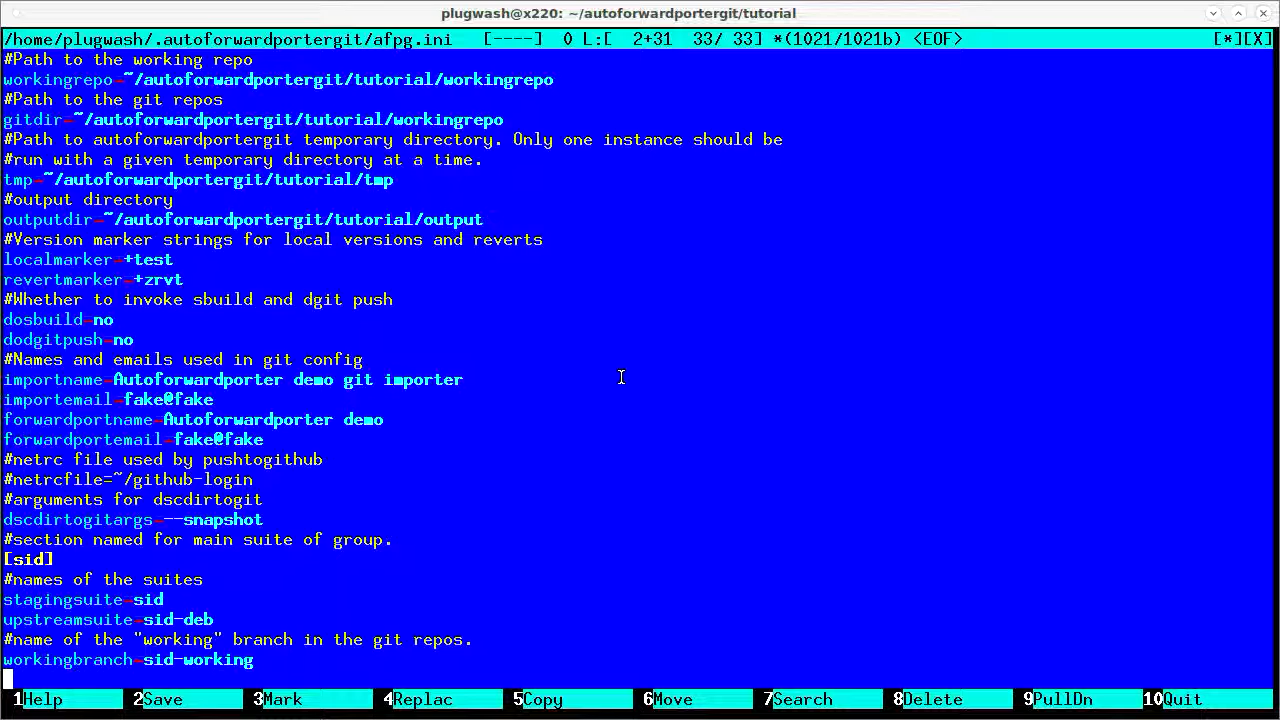 plugwash@x220: ~/autoforwardportergit/tutorial
/home/plugwash/.autoforwardportergit/afpg.ini   [----]  0 L:[  2+31  33/ 33] *(1021/1021b) <EOF>   [*][X]
#Path to the working repo
workingrepo=~/autoforwardportergit/tutorial/workingrepo
#Path to the git repos
gitdir=~/autoforwardportergit/tutorial/workingrepo
#Path to autoforwardportergit temporary directory. Only one instance should be
#run with a given temporary directory at a time.
tmp=~/autoforwardportergit/tutorial/tmp
#output directory
outputdir=~/autoforwardportergit/tutorial/output
#Version marker strings for local versions and reverts
localmarker=+test
revertmarker=+zrvt
#Whether to invoke sbuild and dgit push
dosbuild=no
dodgitpush=no
#Names and emails used in git config
importname=Autoforwardporter demo git importer
importemail=fake@fake
forwardportname=Autoforwardporter demo
forwardportemail=fake@fake
#netrc file used by pushtogithub
#netrcfile=~/github-login
#arguments for dscdirtogit
dscdirtogitargs=--snapshot
#section named for main suite of group.
[sid]
#names of the suites
stagingsuite=sid
upstreamsuite=sid-deb
#name of the "working" branch in the git repos.
workingbranch=sid-working
1Help 2Save 3Mark 4Replac 5Copy 6Move 7Search 8Delete 9PullDn 10Quit